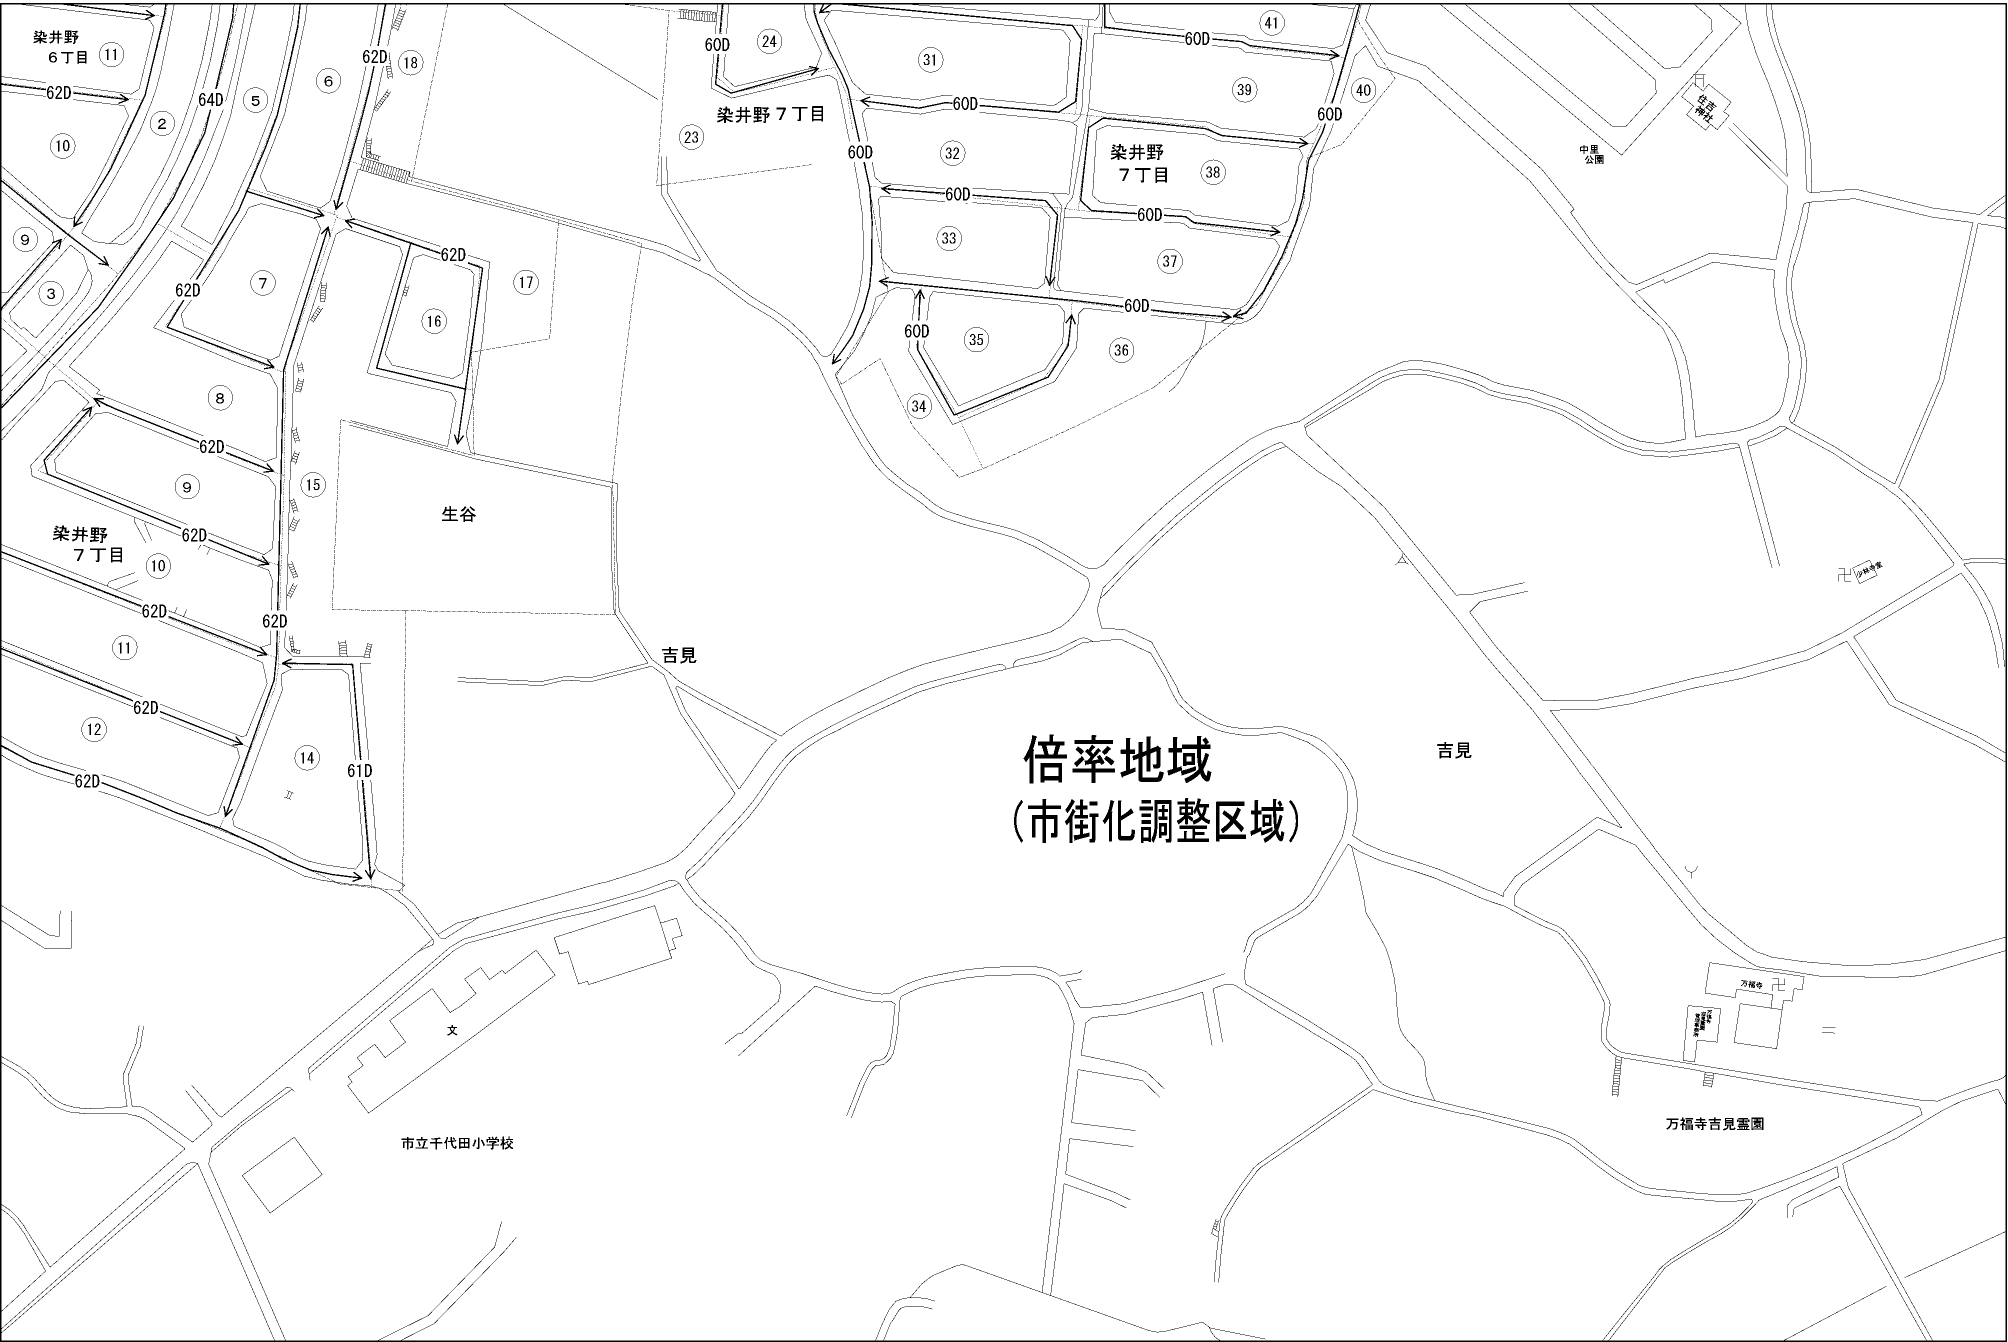 染井野
６丁目
⑪
62D
⑩
②
64D
⑤
⑥
62D
⑱
⑨
③
62D
⑦
62D
⑯
⑰
⑧
62D
⑨
62D
染井野
７丁目
⑩
⑮
生谷
62D
62D
⑪
62D
⑫
62D
⑭
61D
60D
㉔
染井野７丁目
㉓
㉛
60D
60D
㉜
60D
㉝
60D
㉟
㉞
㊱
60D
㊶
60D
㊴
㊵
60D
染井野
７丁目
㊳
60D
㊲
住吉
神社
中里
公園
少林寺堂
吉見
倍率地域
（市街化調整区域）
吉見
文
市立千代田小学校
万福寺
万福寺吉見霊園